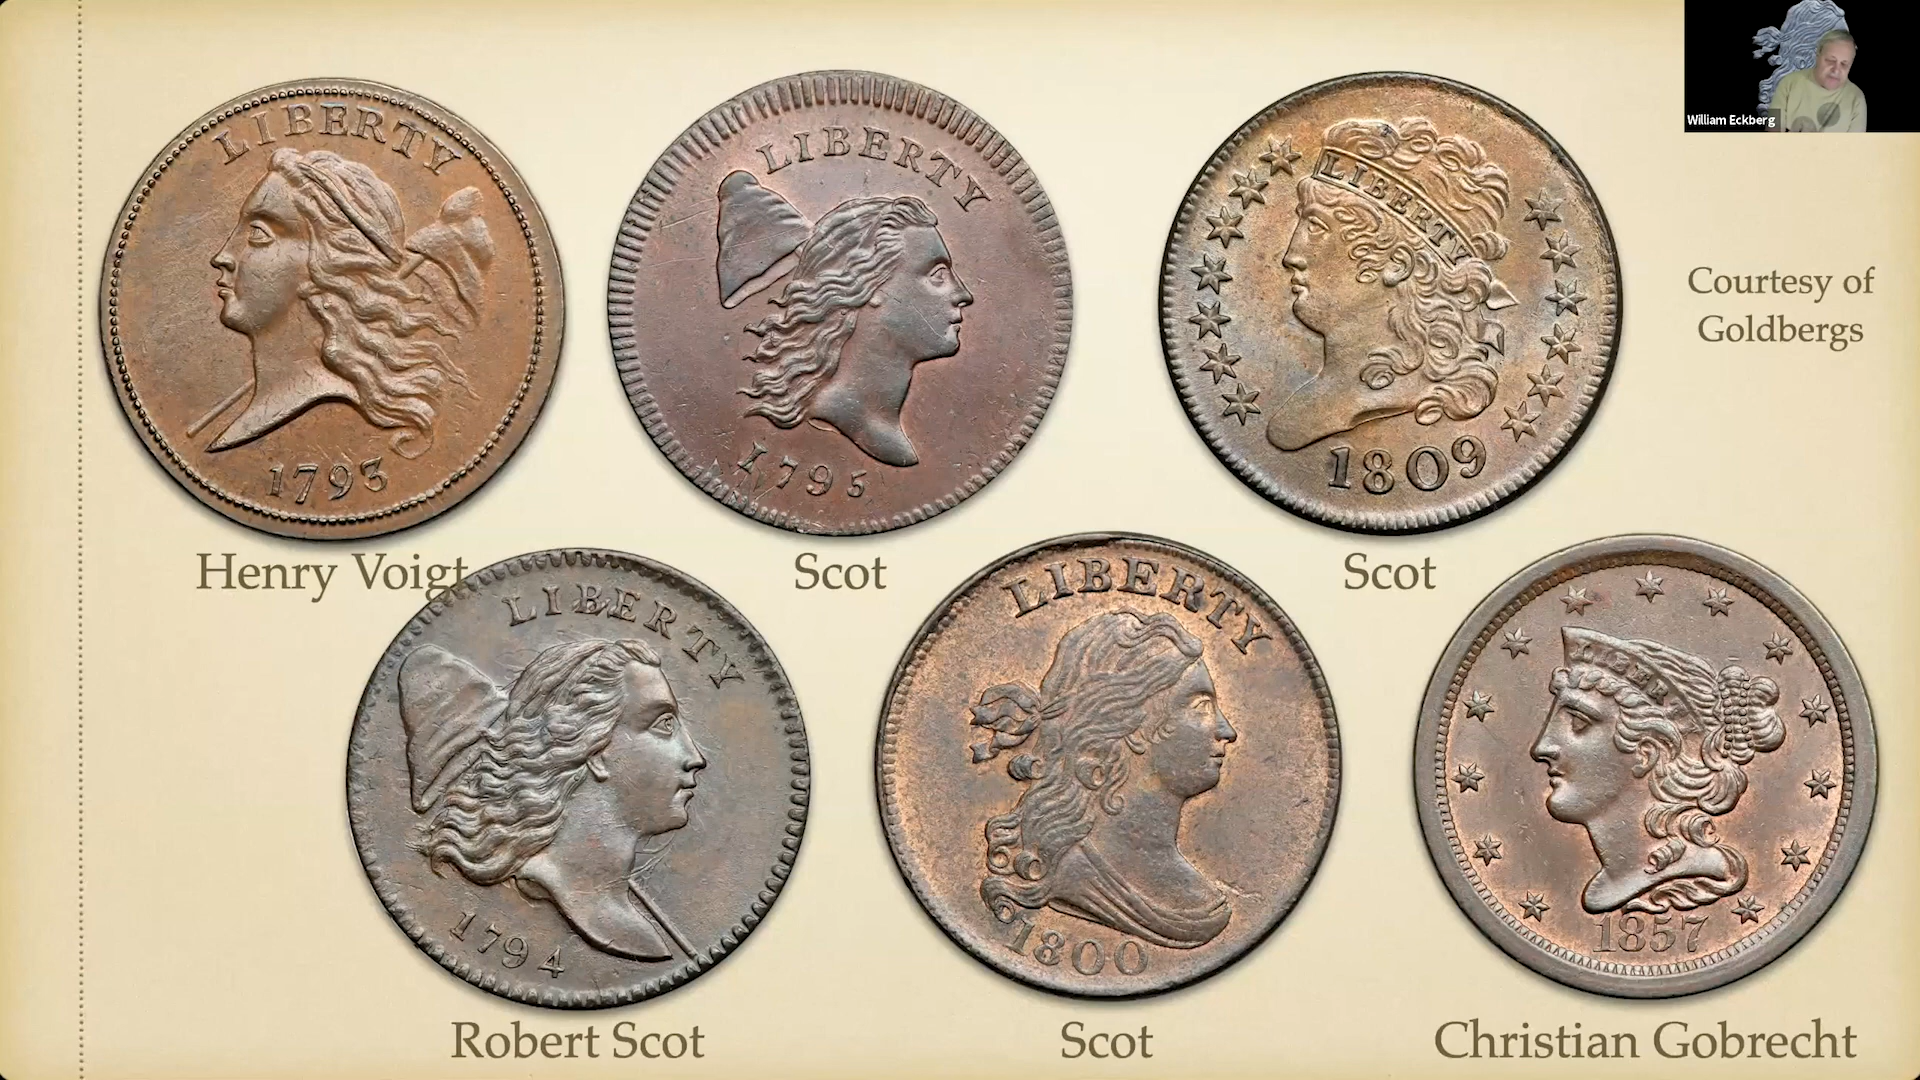 William Eckberg
LIBERTY
1793
Henry Voigt
LIBERTY
1795
Scot
LIBERTY
1809
Scot
Courtesy of
Goldbergs
LIBERTY
1794
Robert Scot
LIBERTY
1800
Scot
LIBER
1857
Christian Gobrecht